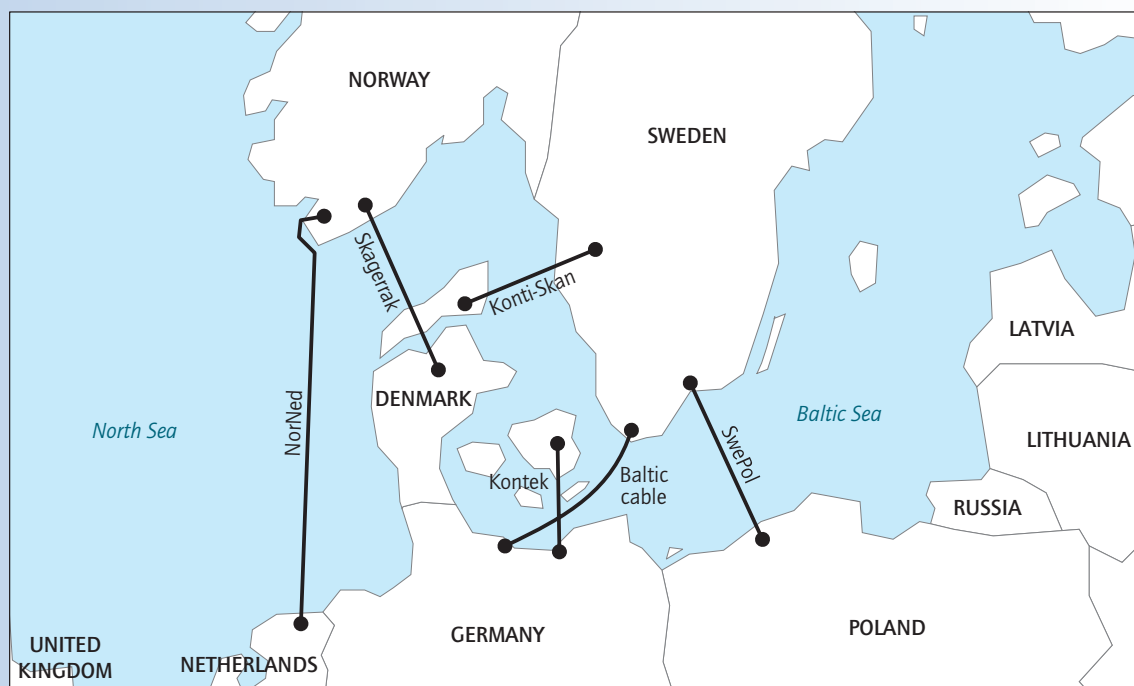 NORWAY
SWEDEN
Skagerrak
Konti-Skan
LATVIA
DENMARK
NorNed
North Sea
Baltic Sea
LITHUANIA
SwePol
Kontek
Baltic
cable
RUSSIA
GERMANY
POLAND
UNITED
KINGDOM
NETHERLANDS